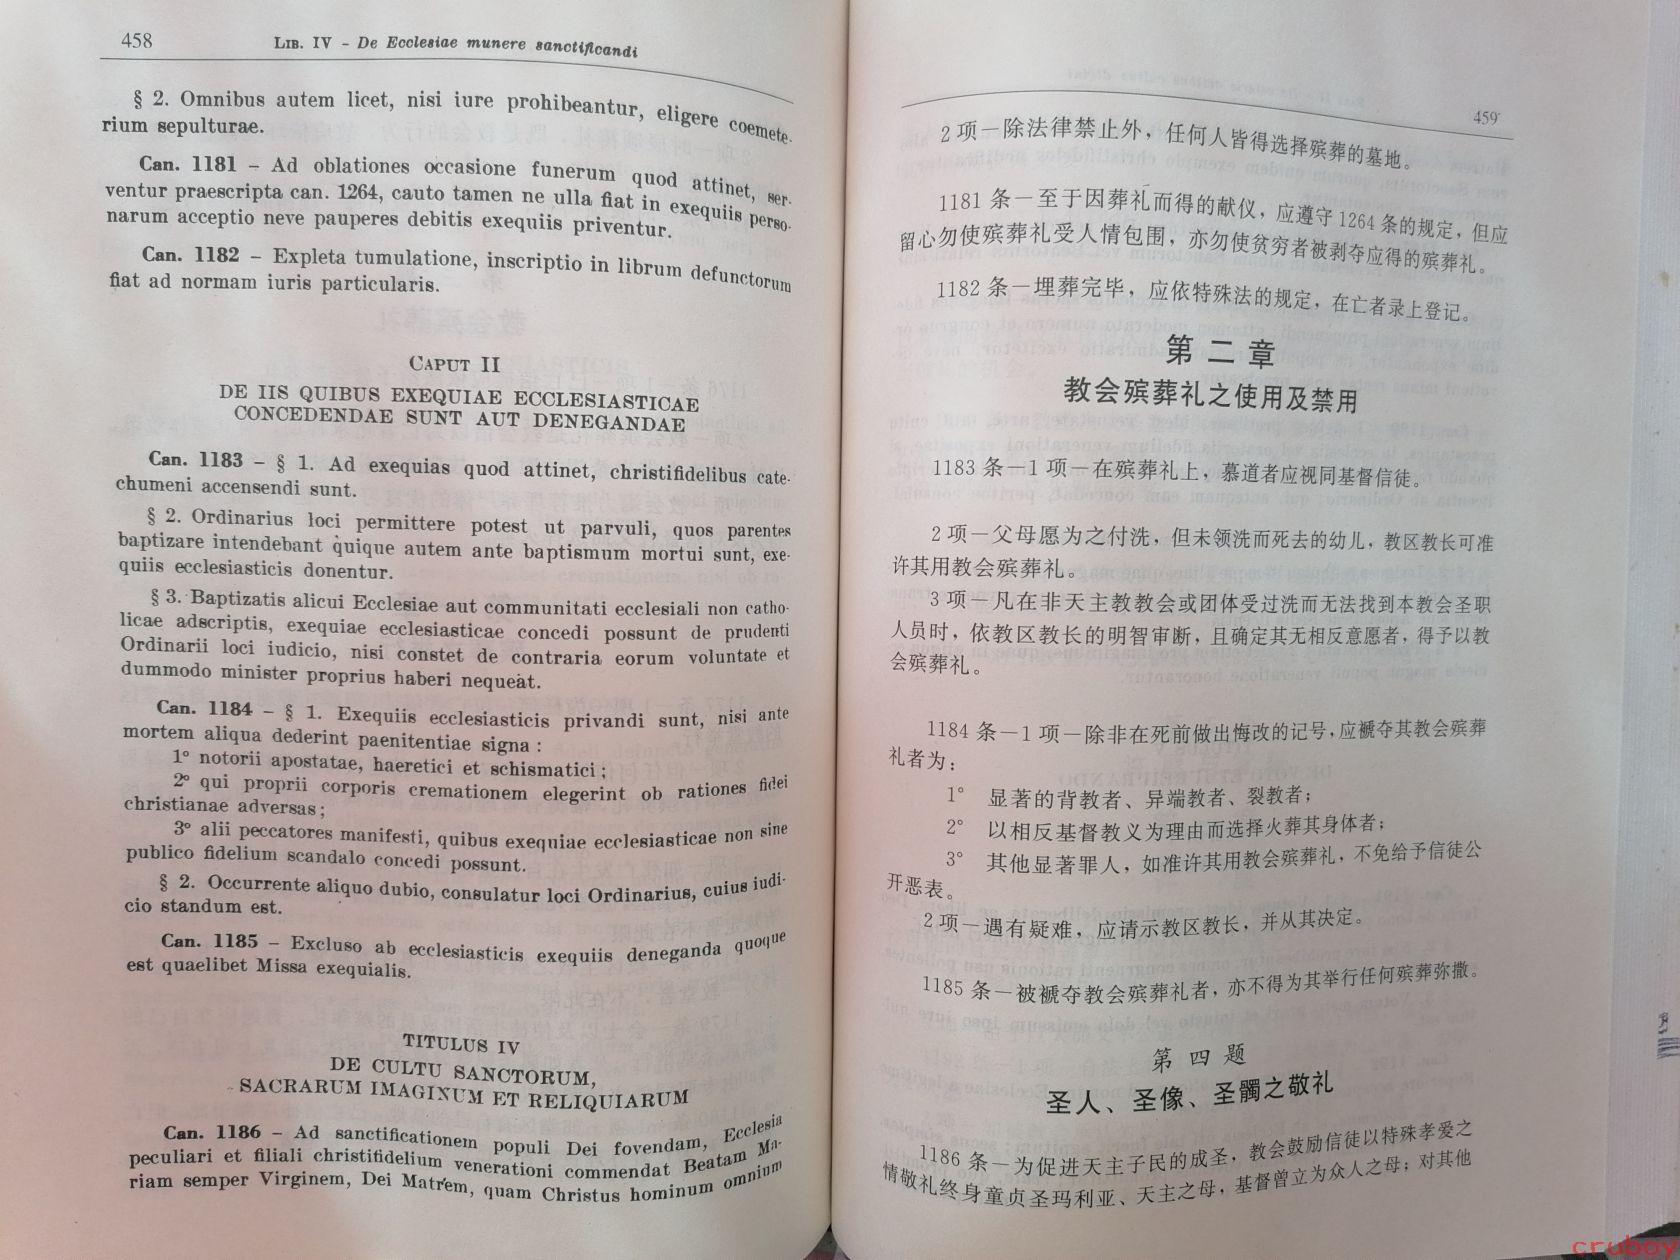 458
LIB. IV – De Ecclesiae munere sanctificandi
§ 2. Omnibus autem licet, nisi iure prohibeantur, eligere coemete-
rium sepulturae.
Can. 1181 – Ad oblationes occasione funerum quod attinet, ser-
ventur praescripta can. 1264, cauto tamen ne ulla fiat in exequiis perso-
narum acceptio neve pauperes debitis exequiis priventur.
Can. 1182 – Expleta tumulatione, inscriptio in librum defunctorum
fiat ad normam iuris particularis.
CAPUT II
DE IIS QUIBUS EXEQUIAE ECCLESIASTICAE
CONCEDENDAE SUNT AUT DENEGANDAE
Can. 1183 – § 1. Ad exequias quod attinet, christifidelibus cate-
chumeni accensendi sunt.
§ 2. Ordinarius loci permittere potest ut parvuli, quos parentes
baptizare intendebant quique autem ante baptismum mortui sunt, exe-
quiis ecclesiasticis donentur.
§ 3. Baptizatis alicui Ecclesiae aut communitati ecclesiali non catho-
licae adscriptis, exequiae ecclesiasticae concedi possunt de prudenti
Ordinarii loci iudicio, nisi constet de contraria eorum voluntate et
dummodo minister proprius haberi nequeat.
Can. 1184 – § 1. Exequiis ecclesiasticis privandi sunt, nisi ante
mortem aliqua dederint paenitentiae signa :
1° notorii apostatae, haeretici et schismatici ;
2° qui proprii corporis cremationem elegerint ob rationes fidei
christianae adversas ;
3° alii peccatores manifesti, quibus exequiae ecclesiasticae non sine
publico fidelium scandalo concedi possunt.
§ 2. Occurrente aliquo dubio, consulatur loci Ordinarius, cuius iudi-
cio standum est.
Can. 1185 – Excluso ab ecclesiasticis exequiis deneganda quoque
est quaelibet Missa exequialis.
TITULUS IV
DE CULTU SANCTORUM,
SACRARUM IMAGINUM ET RELIQUIARUM
Can. 1186 – Ad sanctificationem populi Dei fovendam, Ecclesia
peculiari et filiali christifidelium venerationi commendat Beatam Ma-
riam semper Virginem, Dei Matrem, quam Christus hominum omnium
459
2 项－除法律禁止外，任何人皆得选择殡葬的墓地。
1181 条－至于因葬礼而得的献仪，应遵守 1264 条的规定，但应
留心勿使殡葬礼受人情包围，亦勿使贫穷者被剥夺应得的殡葬礼。
1182 条－埋葬完毕，应依特殊法的规定，在亡者录上登记。
第 二 章
教会殡葬礼之使用及禁用
1183 条－1 项－在殡葬礼上，慕道者应视同基督信徒。
2 项－父母愿为之付洗，但未领洗而死去的幼儿，教区教长可准
许其用教会殡葬礼。
3 项－凡在非天主教教会或团体受过洗而无法找到本教会圣职
人员时，依教区教长的明智审断，且确定其无相反意愿者，得予以教
会殡葬礼。
1184 条－1 项－除非在死前做出悔改的记号，应褫夺其教会殡葬
礼者为：
1° 显著的背教者、异端教者、裂教者；
2° 以相反基督教义为理由而选择火葬其身体者；
3° 其他显著罪人，如准许其用教会殡葬礼，不免给予信徒公
开恶表。
2 项－遇有疑难，应请示教区教长，并从其决定。
1185 条－被褫夺教会殡葬礼者，亦不得为其举行任何殡葬弥撒。
第 四 题
圣人、圣像、圣髑之敬礼
1186 条－为促进天主子民的成圣，教会鼓励信徒以特殊孝爱之
情敬礼终身童贞圣玛利亚、天主之母，基督曾立为众人之母；对其他
cruboy